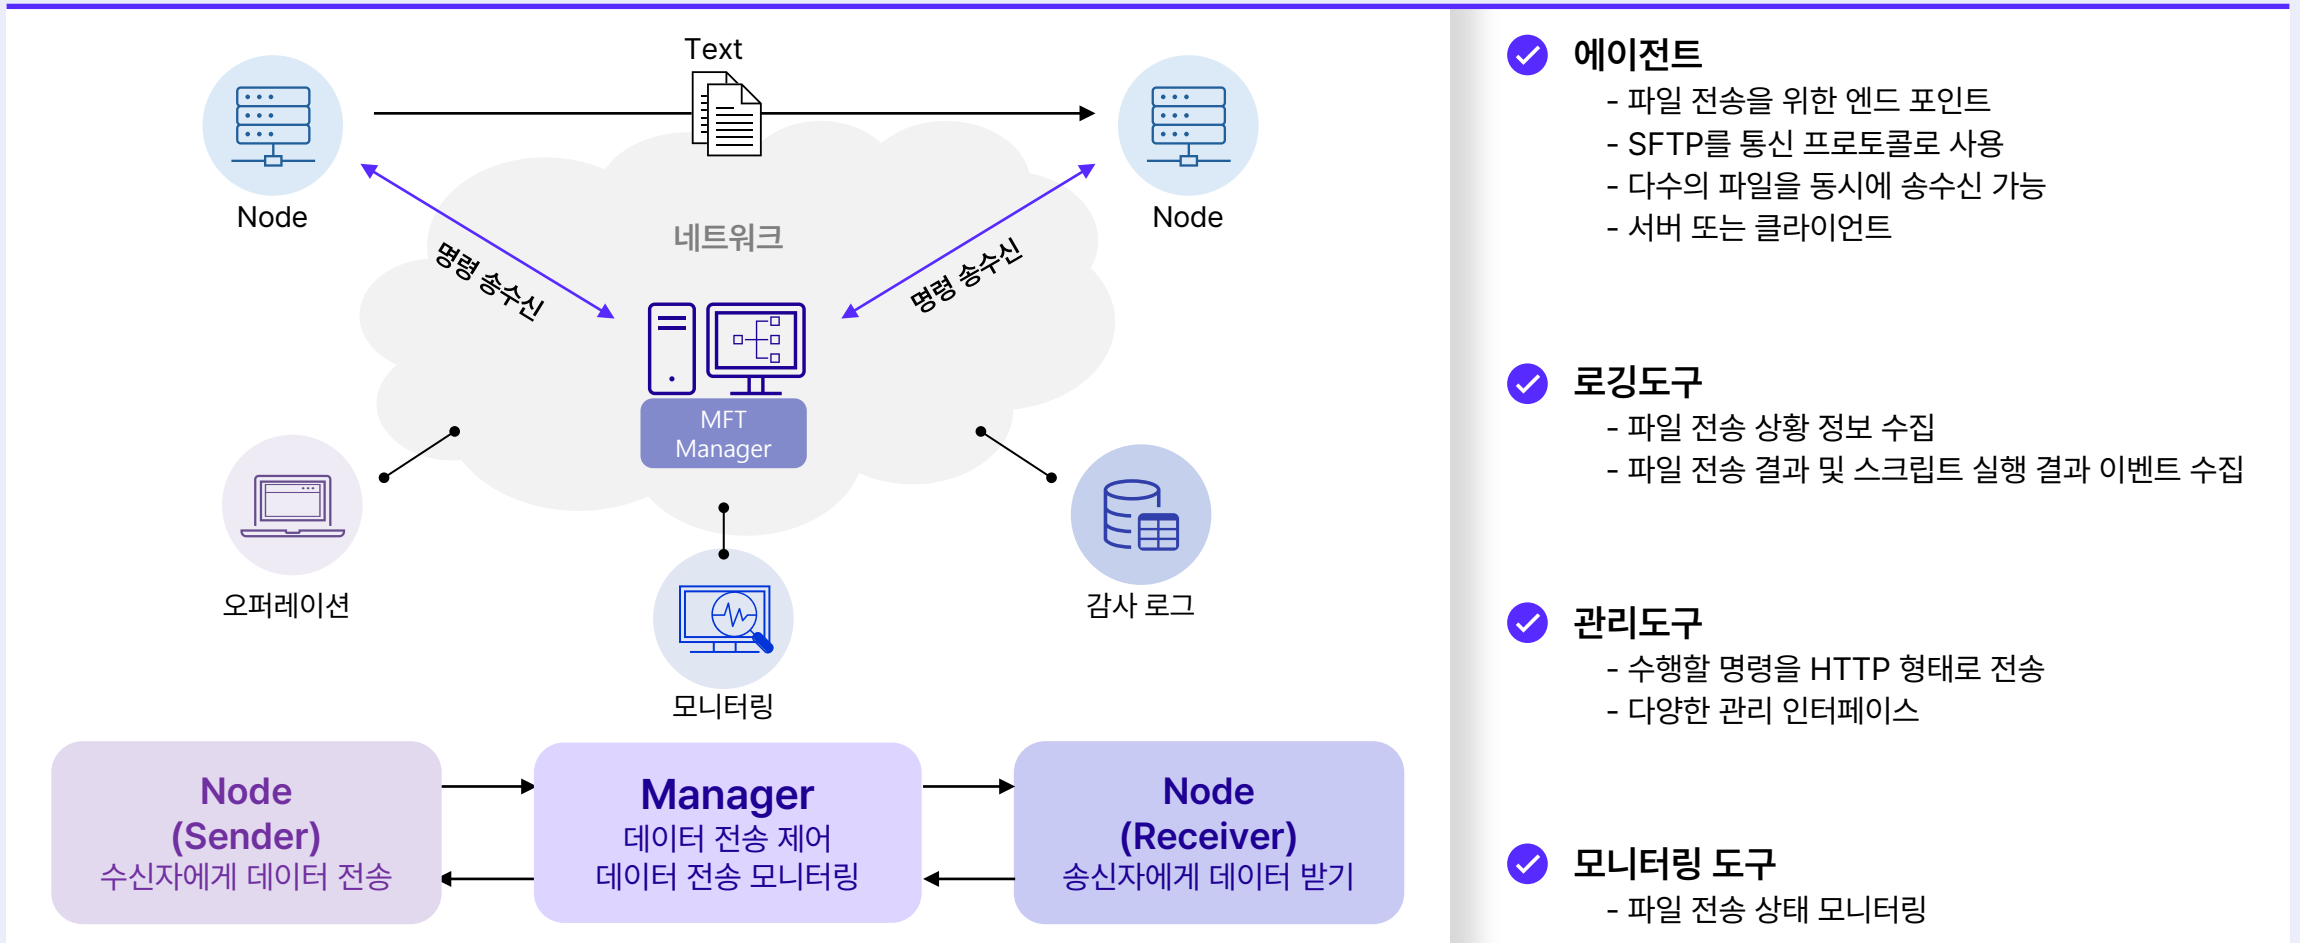 Text
Node
Node
네트워크
명령 송수신
명령 송수신
MFT
Manager
오퍼레이션
감사 로그
모니터링
Node
(Sender)
수신자에게 데이터 전송
Manager
데이터 전송 제어
데이터 전송 모니터링
Node
(Receiver)
송신자에게 데이터 받기
에이전트
- 파일 전송을 위한 엔드 포인트
- SFTP를 통신 프로토콜로 사용
- 다수의 파일을 동시에 송수신 가능
- 서버 또는 클라이언트
로깅도구
- 파일 전송 상황 정보 수집
- 파일 전송 결과 및 스크립트 실행 결과 이벤트 수집
관리도구
- 수행할 명령을 HTTP 형태로 전송
- 다양한 관리 인터페이스
모니터링 도구
- 파일 전송 상태 모니터링